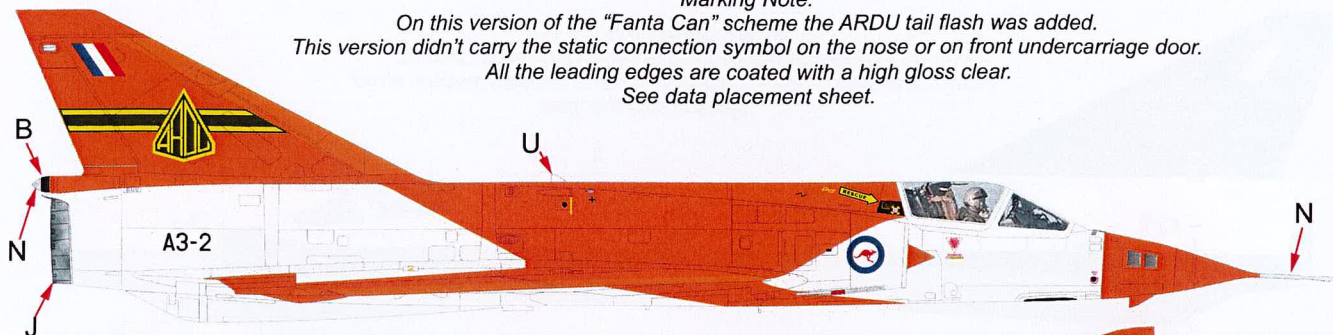 Marking Note:
On this version of the “Fanta Can” scheme the ARDU tail flash was added.
This version didn’t carry the static connection symbol on the nose or on front undercarriage door.
All the leading edges are coated with a high gloss clear.
See data placement sheet.
B
ARDU
U
RESCUE
N
N
A3-2
J